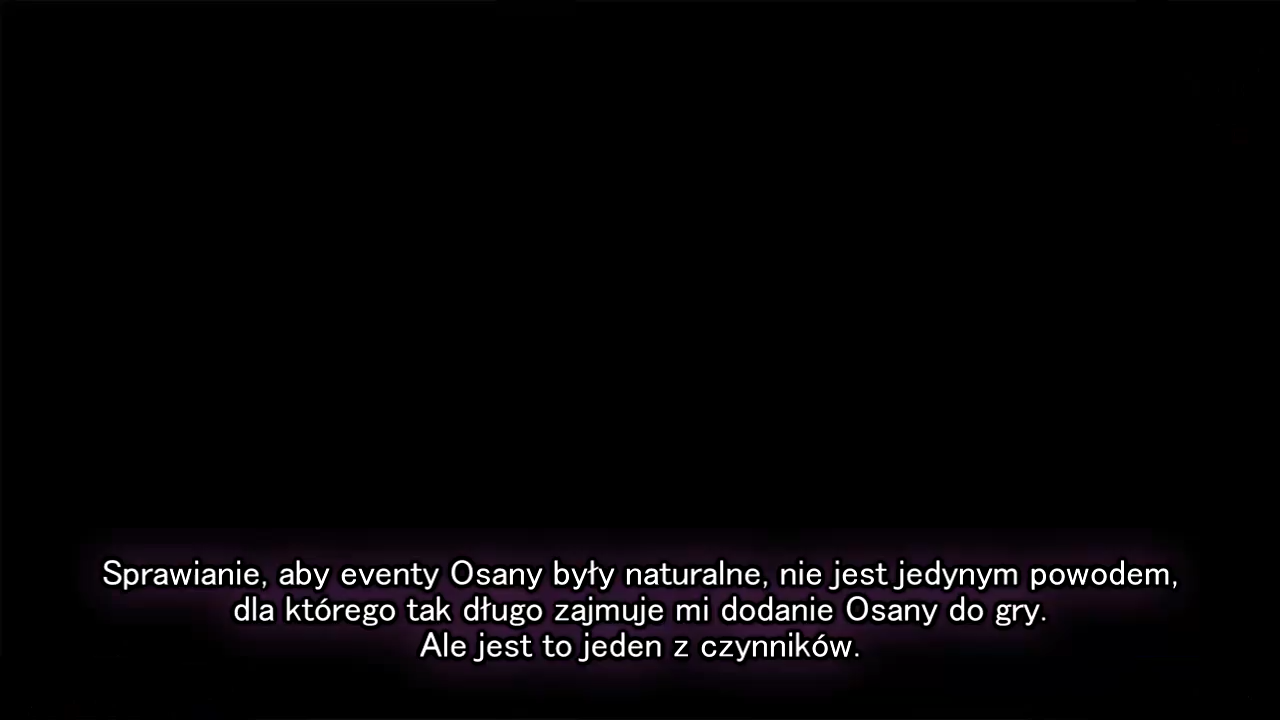 Sprawianie, aby eventy Osany były naturalne, nie jest jedynym powodem,
dla którego tak długo zajmuje mi dodanie Osany do gry.
Ale jest to jeden z czynników.